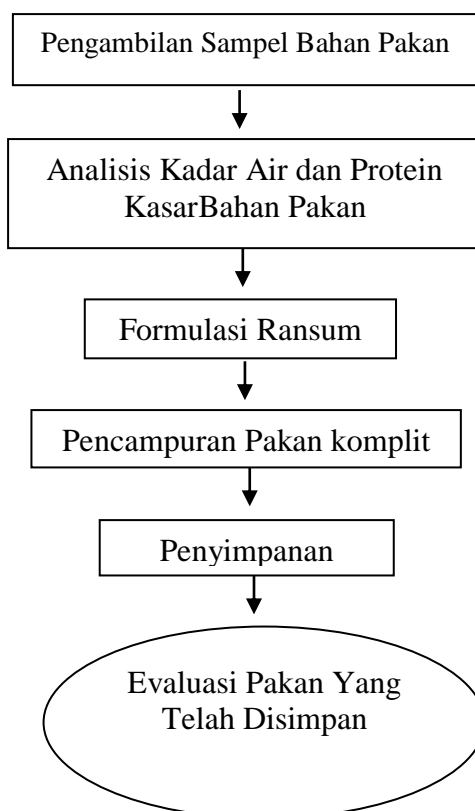 Pengambilan Sampel Bahan Pakan
Analisis Kadar Air dan Protein
KasarBahan Pakan
Formulasi Ransum
Pencampuran Pakan komplit
Penyimpanan
Evaluasi Pakan Yang
Telah Disimpan